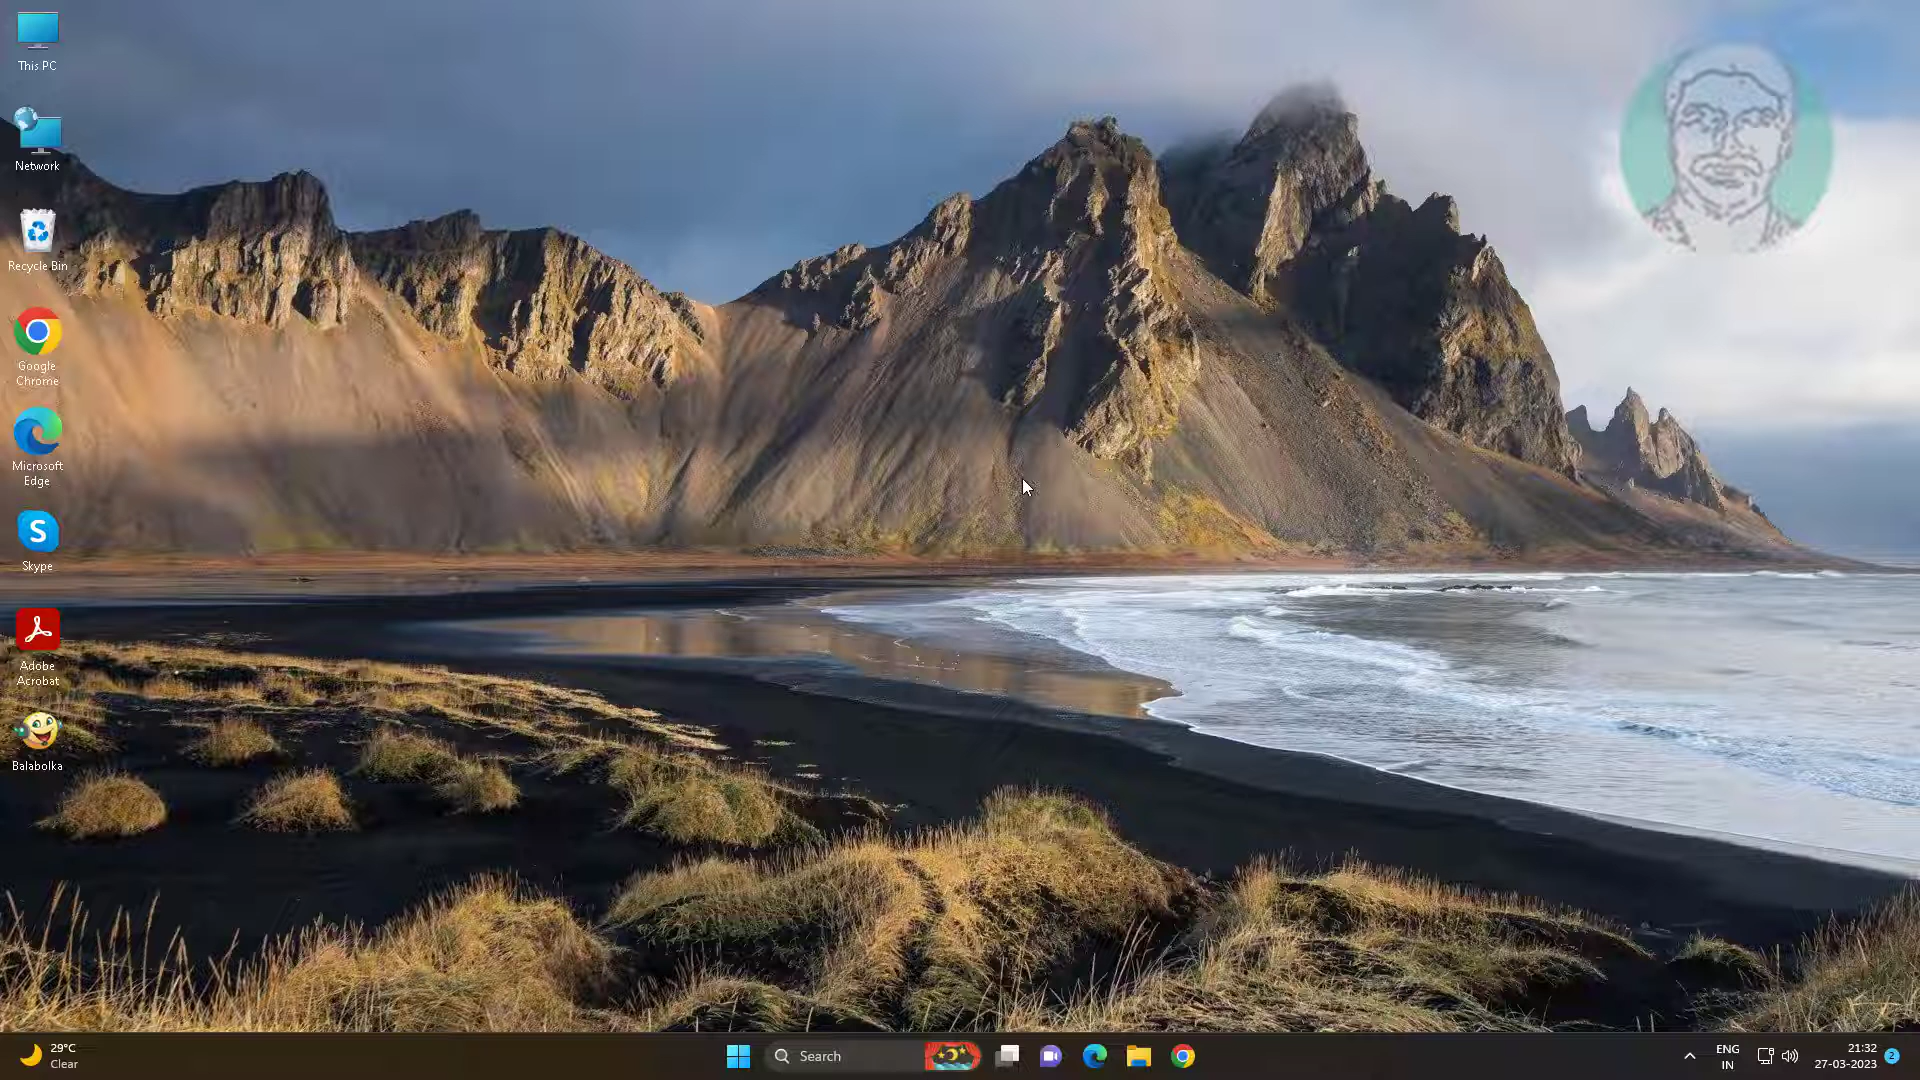 This PC
Network
Recycle Bin
Google
Chrome
Microsoft
Edge
S
Skype
Adobe
Acrobat
Balabolka
29°C
Clear
Search
ENG
IN
21:32
27-03-2023
2